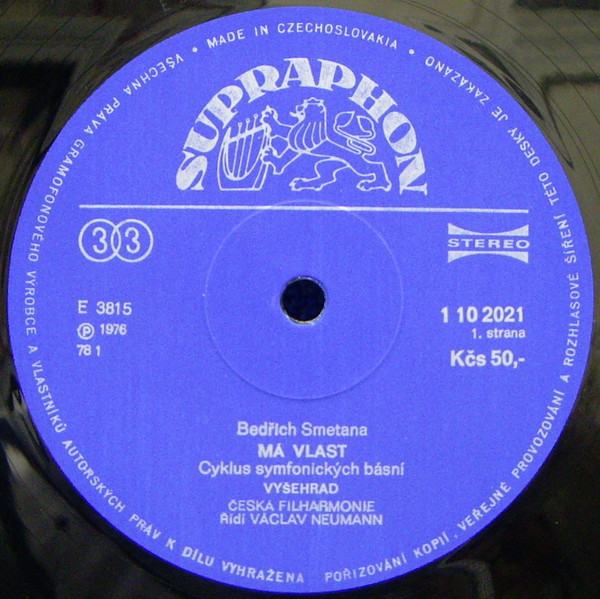 VŠECHNA PRÁVA GRAMOFONOVÉHO VÝROBCE A VLASTNÍKŮ AUTORSKÝCH PRÁV K DÍLU VYHRAŽENA
POŘIZOVÁNÍ KOPIÍ, VEŘEJNÉ PROVOZOVÁNÍ A ROZHLASOVÉ ŠÍŘENÍ TÉTO DESKY JE ZAKÁZÁNO
• MADE IN CZECHOSLOVAKIA •
SUPRAPHON
33
STEREO
E 3815
Ⓟ 1976
78 1
1 10 2021
1. strana
Kčs 50,-
Bedřich Smetana
MÁ VLAST
Cyklus symfonických básní
VYŠEHRAD
ČESKÁ FILHARMONIE
Řídí VÁCLAV NEUMANN